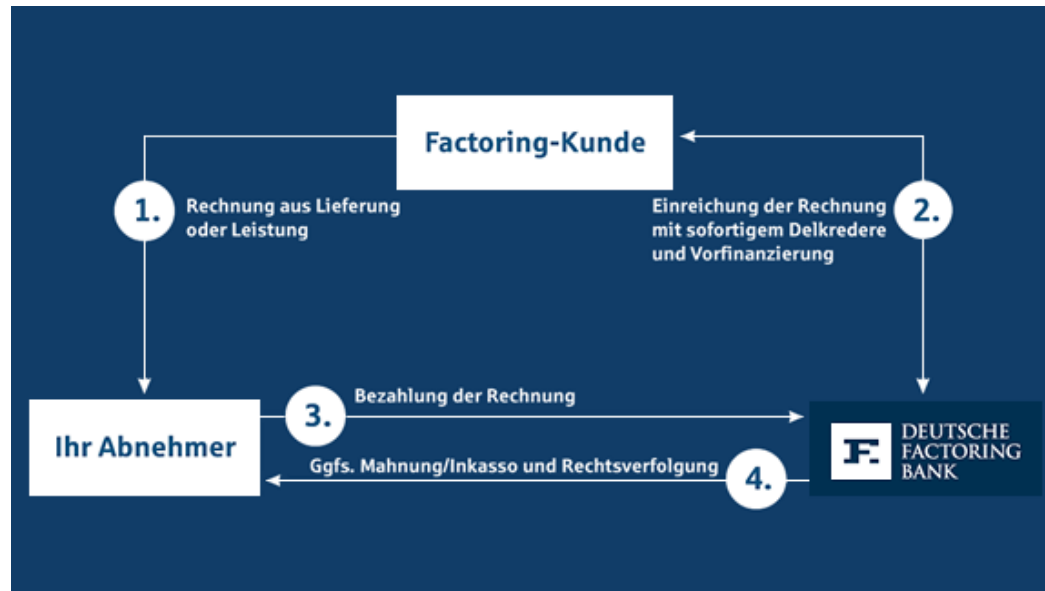 Factoring-Kunde
1.
Rechnung aus Lieferung
oder Leistung
Einreichung der Rechnung
mit sofortigem Delkredere
und Vorfinanzierung
2.
Ihr Abnehmer
3.
Bezahlung der Rechnung
Ggfs. Mahnung/Inkasso und Rechtsverfolgung
4.
F.
DEUTSCHE
FACTORING
BANK